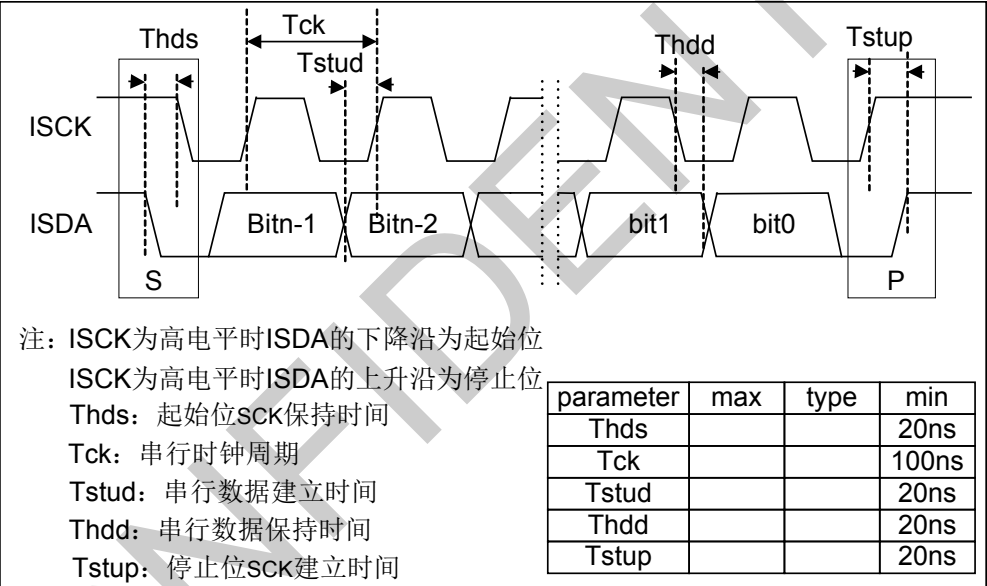 Thds
Tck
Tstud
Thdd
Tstup
ISCK
ISDA
Bitn-1
Bitn-2
bit1
bit0
S
P
注：ISCK为高电平时ISDA的下降沿为起始位
ISCK为高电平时ISDA的上升沿为停止位
Thds：起始位SCK保持时间
Tck：串行时钟周期
Tstud：串行数据建立时间
Thdd：串行数据保持时间
Tstup：停止位SCK建立时间
parameter max type min
Thds 20ns
Tck 100ns
Tstud 20ns
Thdd 20ns
Tstup 20ns
NFIDENT